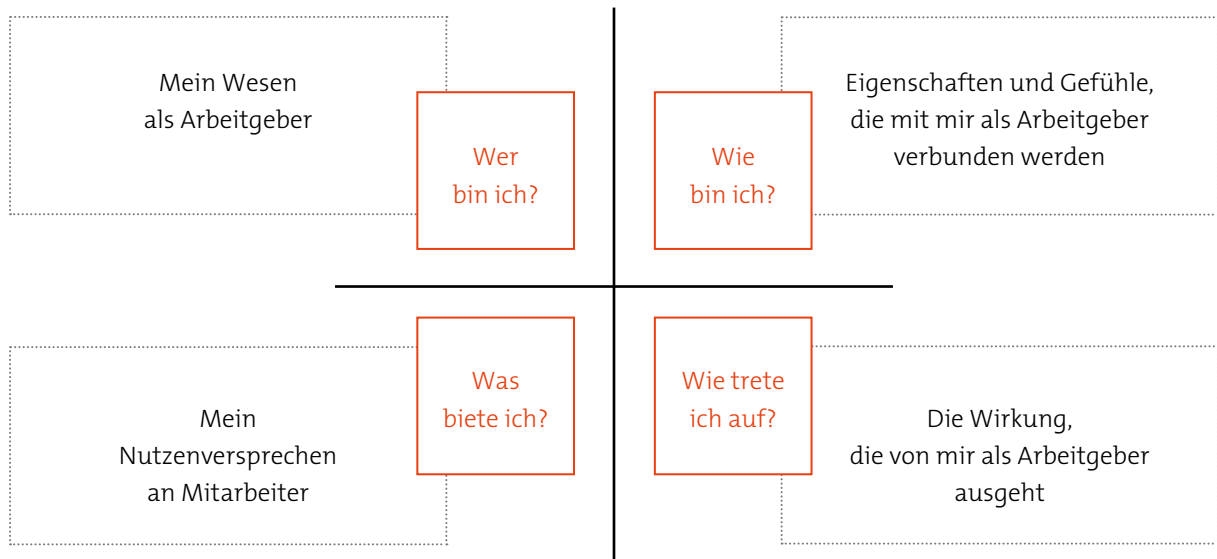 Mein Wesen
als Arbeitgeber
Wer
bin ich?
Wie
bin ich?
Eigenschaften und Gefühle,
die mit mir als Arbeitgeber
verbunden werden
Mein
Nutzenversprechen
an Mitarbeiter
Was
biete ich?
Wie trete
ich auf?
Die Wirkung,
die von mir als Arbeitgeber
ausgeht